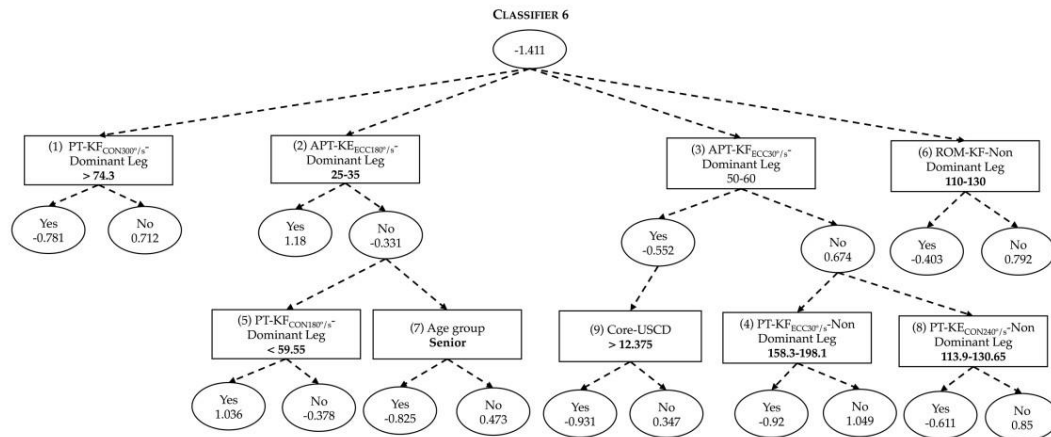 CLASSIFIER 6
-1.411
(1) PT-KFCON300°/s-
Dominant Leg
> 74.3
Yes
-0.781
No
0.712
(2) APT-KEECC180°/s-
Dominant Leg
25-35
Yes
1.18
No
-0.331
(5) PT-KFCON180°/s-
Dominant Leg
< 59.55
Yes
1.036
No
-0.378
(7) Age group
Senior
Yes
-0.825
No
0.473
(3) APT-KFECC30°/s-
Dominant Leg
50-60
Yes
-0.552
No
0.674
(9) Core-USCD
> 12.375
Yes
-0.931
No
0.347
(4) PT-KFECC30°/s-Non
Dominant Leg
158.3-198.1
Yes
-0.92
No
1.049
(8) PT-KECON240°/s-Non
Dominant Leg
113.9-130.65
Yes
-0.611
No
0.85
(6) ROM-KF-Non
Dominant Leg
110-130
Yes
-0.403
No
0.792